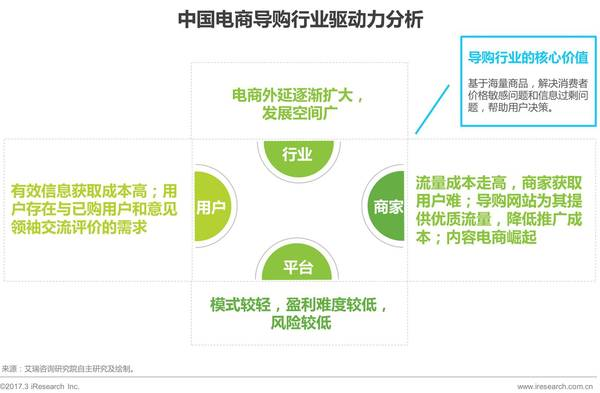 中国电商导购行业驱动力分析
导购行业的核心价值
基于海量商品，解决消费者
价格敏感问题和信息过剩问
题，帮助用户决策。
电商外延逐渐扩大，
发展空间广
行业
有效信息获取成本高；用
户存在与已购用户和意见
领袖交流评价的需求
用户
商家
流量成本走高，商家获取
用户难；导购网站为其提
供优质流量，降低推广成
本；内容电商崛起
平台
模式较轻，盈利难度较低，
风险较低
来源：艾瑞咨询研究院自主研究及绘制。
©2017.3 iResearch Inc.
www.iresearch.com.cn